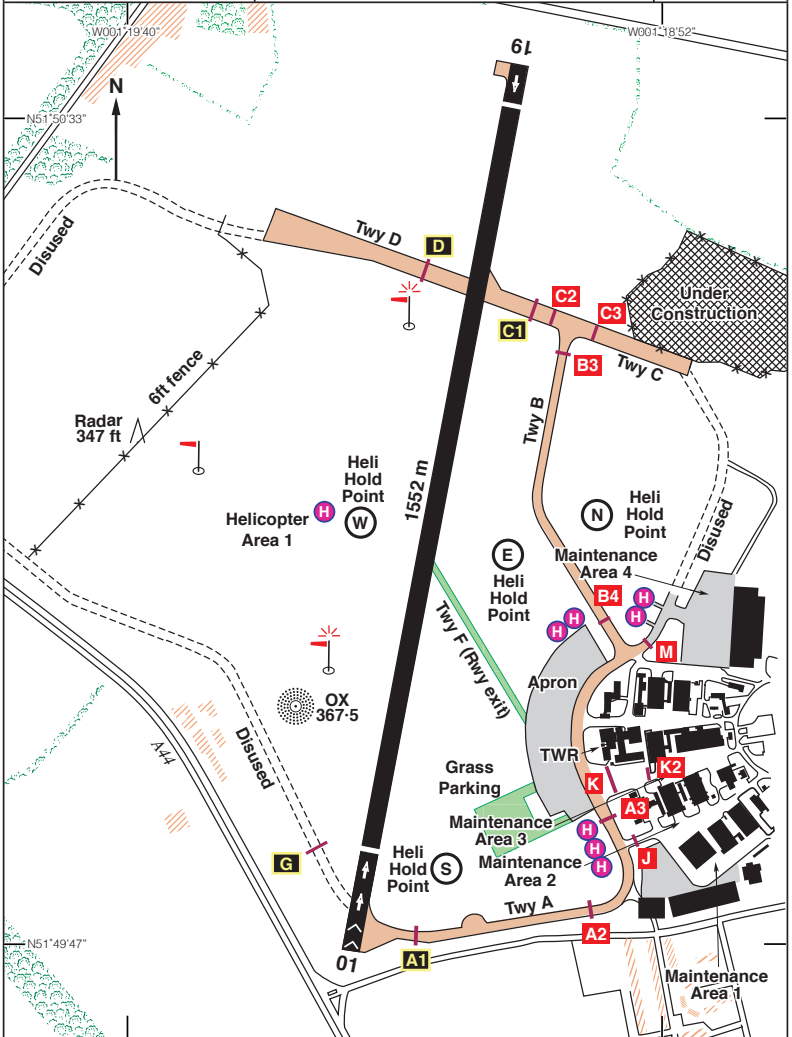 W001°19'40"
W001°18'52"
19
N
N51°50'33"
Disused
Twy D
D
C2
C3
Under
Construction
C1
B3
Twy C
6ft fence
Twy B
Radar
347 ft
Heli
Hold
Point
W
1552 m
Helicopter
Area 1
H
N
Heli
Hold
Point
E
Heli
Hold
Point
Disused
Maintenance
Area 4
B4
H
H
H
H
M
Twy F (Rwy exit)
Apron
OX
367·5
Disused
A44
TWR
K
K2
Grass
Parking
A3
Maintenance
Area 3
H
H
H
Maintenance
Area 2
J
G
Heli
Hold
Point
S
Twy A
A2
A1
01
N51°49'47"
Maintenance
Area 1